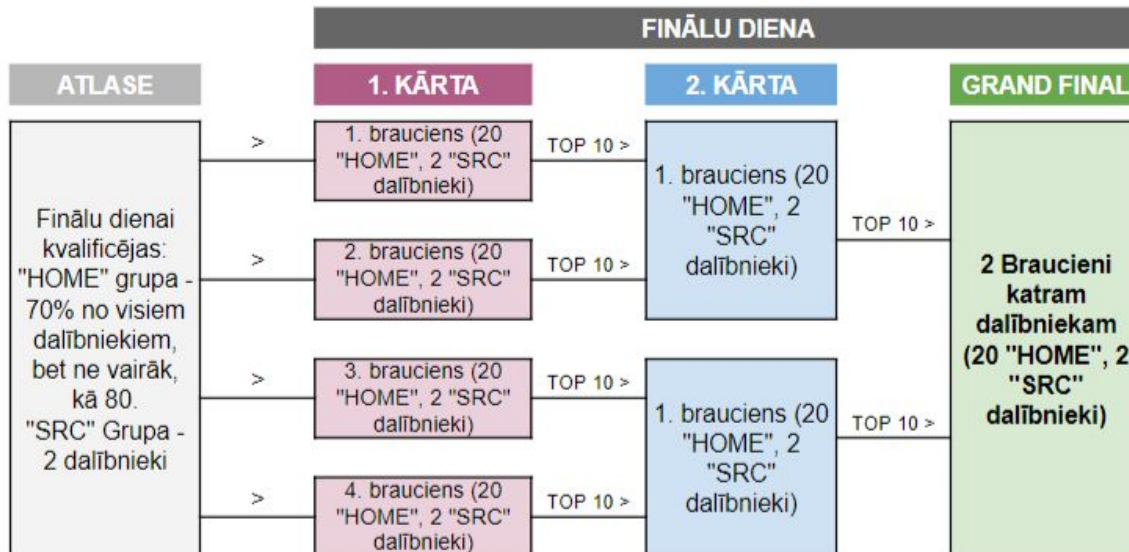 FINĀLU DIENA
ATLASE
1. KĀRTA
2. KĀRTA
GRAND FINAL
Finālu dienai
kvalificējas:
"HOME" grupa -
70% no visiem
dalībniekiem,
bet ne vairāk,
kā 80.
"SRC" Grupa -
2 dalībnieki
>
>
>
>
1. brauciens (20
"HOME", 2 "SRC"
dalībnieki)
2. brauciens (20
"HOME", 2 "SRC"
dalībnieki)
3. brauciens (20
"HOME", 2 "SRC"
dalībnieki)
4. brauciens (20
"HOME", 2 "SRC"
dalībnieki)
TOP 10 >
TOP 10 >
TOP 10 >
TOP 10 >
1. brauciens (20
"HOME", 2
"SRC"
dalībnieki)
1. brauciens (20
"HOME", 2
"SRC"
dalībnieki)
TOP 10 >
TOP 10 >
2 Braucieni
katram
dalībniekam
(20 "HOME", 2
"SRC"
dalībnieki)